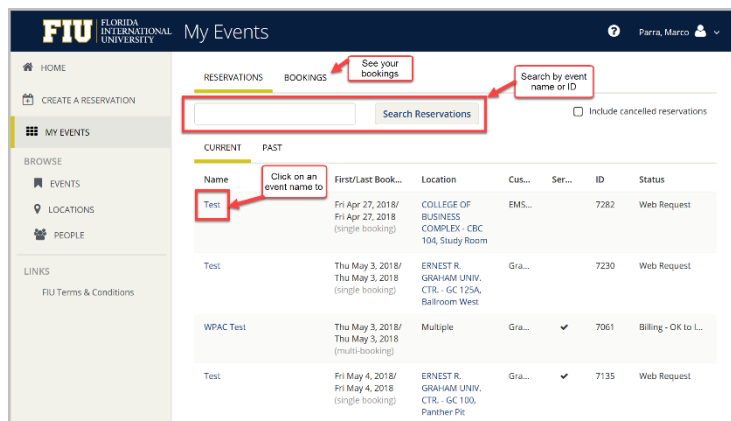 FIU FLORIDA
INTERNATIONAL
UNIVERSITY
My Events
Parra, Marco
HOME
CREATE A RESERVATION
MY EVENTS
BROWSE
EVENTS
LOCATIONS
PEOPLE
LINKS
FIU Terms & Conditions
RESERVATIONS BOOKINGS
See your
bookings
Search by event
name or ID
Search Reservations
Include cancelled reservations
CURRENT PAST
Click on an
event name to
Name First/Last Book... Location Cus... Ser... ID Status
Test Fri Apr 27, 2018/ COLLEGE OF EMS... 7282 Web Request
Fri Apr 27, 2018 BUSINESS
(single booking) COMPLEX - CBC
104, Study Room
Test Thu May 3, 2018/ ERNEST R. Gra... 7230 Web Request
Thu May 3, 2018 GRAHAM UNIV.
(single booking) CTR. - GC 125A,
Ballroom West
WPAC Test Thu May 3, 2018/ Multiple Gra... ✔ 7061 Billing - OK to I...
Thu May 3, 2018
(multi-booking)
Test Fri May 4, 2018/ ERNEST R. Gra... ✔ 7135 Web Request
Fri May 4, 2018 GRAHAM UNIV.
(single booking) CTR. - GC 100,
Panther Pit